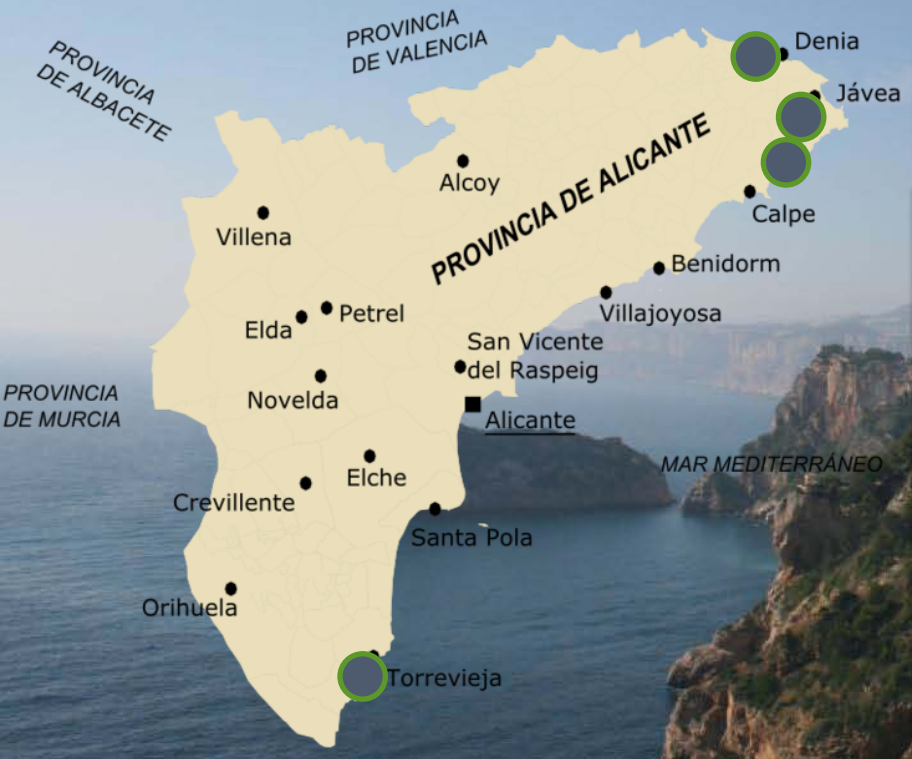 PROVINCIA
DE VALENCIA
PROVINCIA
DE ALBACETE
Denia
Jávea
PROVINCIA DE ALICANTE
Alcoy
Calpe
Villena
Benidorm
Petrel
Villajoyosa
Elda
San Vicente
del Raspeig
PROVINCIA
DE MURCIA
Novelda
Alicante
MAR MEDITERRÁNEO
Elche
Crevillente
Santa Pola
Orihuela
Torrevieja